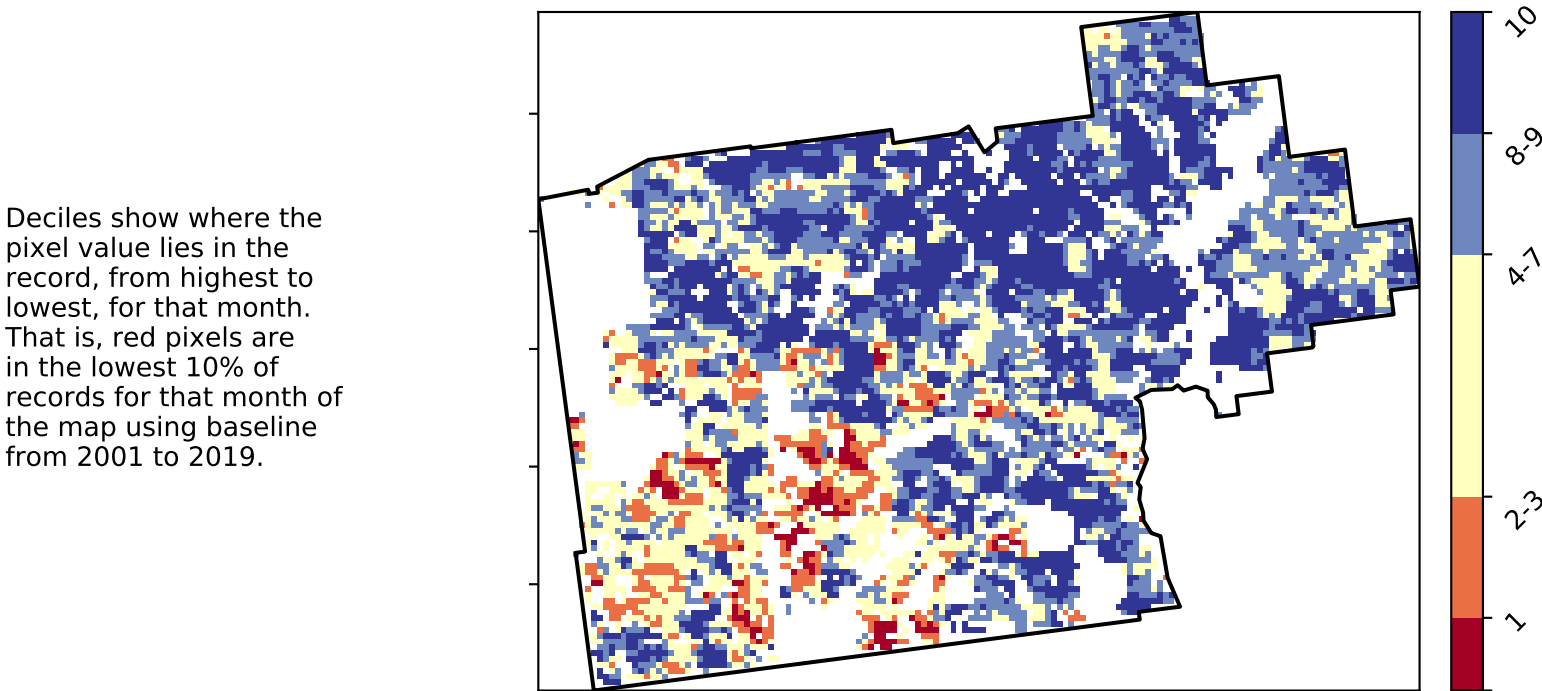 Deciles show where the
pixel value lies in the
record, from highest to
lowest, for that month.
That is, red pixels are
in the lowest 10% of
records for that month of
the map using baseline
from 2001 to 2019.
10
8-9
4-7
2-3
1